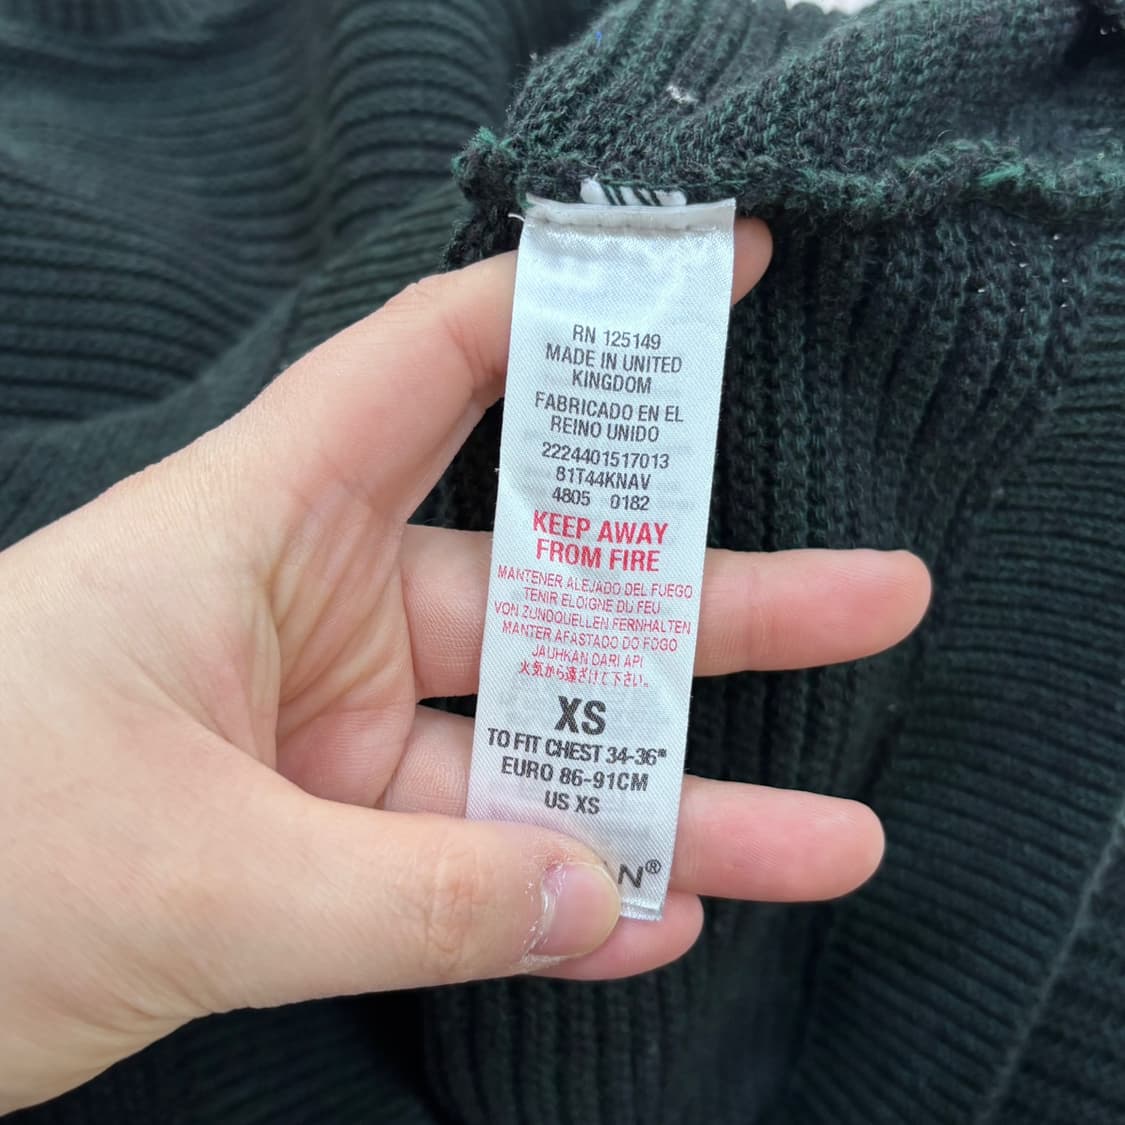 RN 125149
MADE IN UNITED
KINGDOM
FABRICADO EN EL
REINO UNIDO
2224401517013
81T44KNAV
4805 0182
KEEP AWAY
FROM FIRE
MANTENER ALEJADO DEL FUEGO
TENIR ELOIGNE DU FEU
VON ZUNDQUELLEN FERNHALTEN
MANTER AFASTADO DO FOGO
JAUHKAN DARI API
火気から遠ざけて下さい。
XS
TO FIT CHEST 34-36"
EURO 86-91CM
US XS